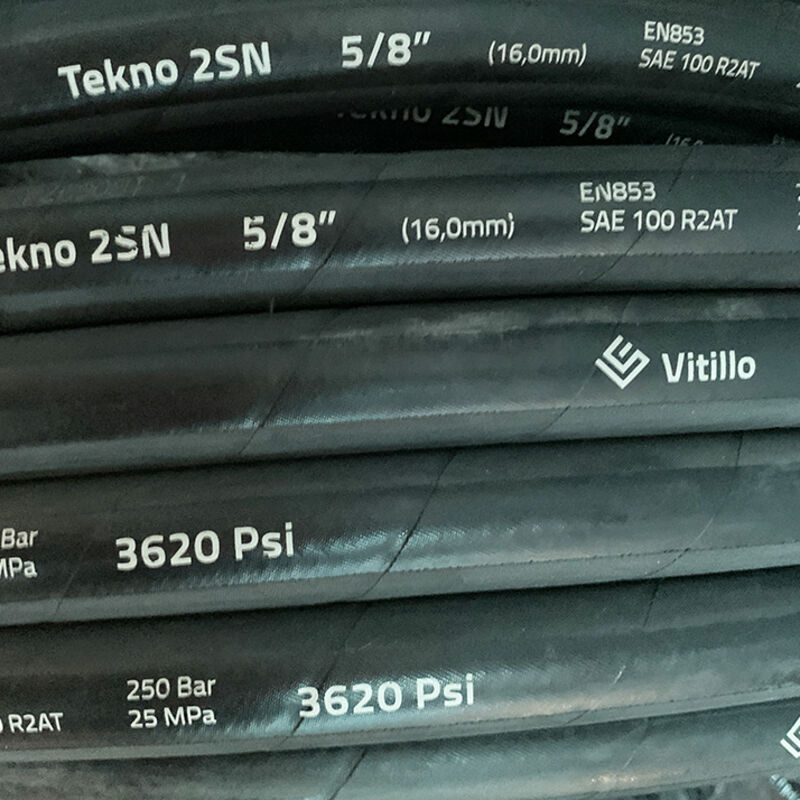 Tekno 2SN 5/8" (16,0mm) EN853
SAE 100 R2AT
2SN 5/8"
2SN 5/8" (16,0mm) EN853
SAE 100 R2AT
Vitillo
Bar 3620 Psi
MPa
R2AT 250 Bar 3620 Psi
25 MPa